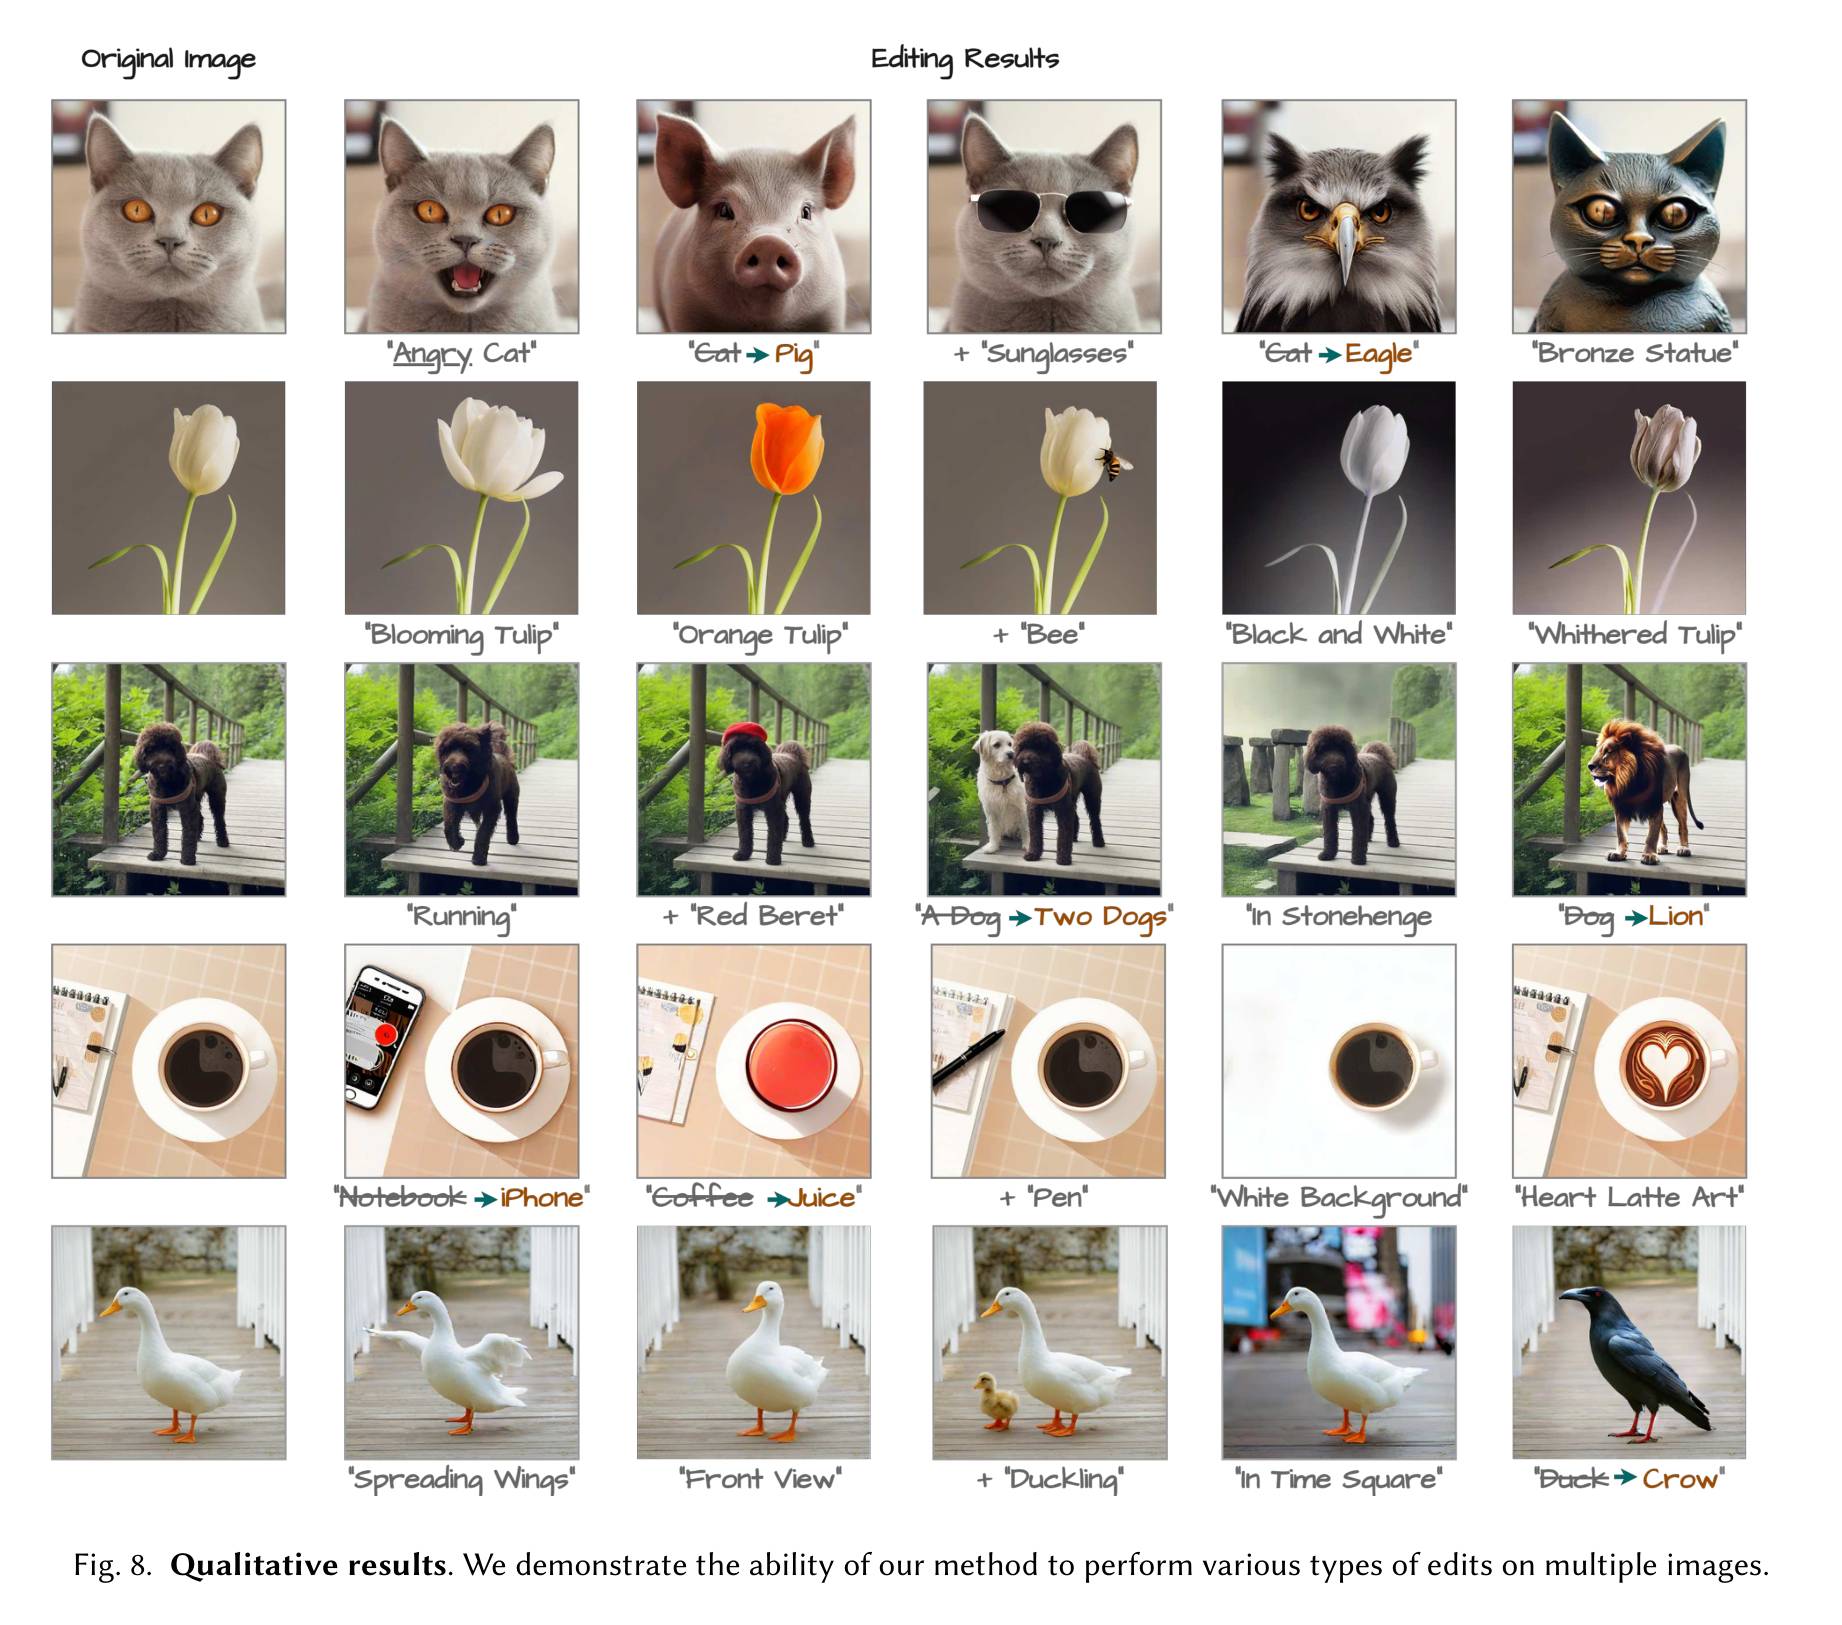 Original Image
Editing Results
"Angry Cat"
"Cat → Pig"
+ "Sunglasses"
"Cat → Eagle"
"Bronze Statue"
"Blooming Tulip"
"Orange Tulip"
+ "Bee"
"Black and White"
"Whithered Tulip"
"Running"
+ "Red Beret"
"A Dog → Two Dogs"
"In Stonehenge
"Dog → Lion"
"Notebook → iPhone"
"Coffee → Juice"
+ "Pen"
"White Background"
"Heart Latte Art"
"Spreading Wings"
"Front View"
+ "Duckling"
"In Time Square"
"Duck → Crow"
Fig. 8. Qualitative results. We demonstrate the ability of our method to perform various types of edits on multiple images.